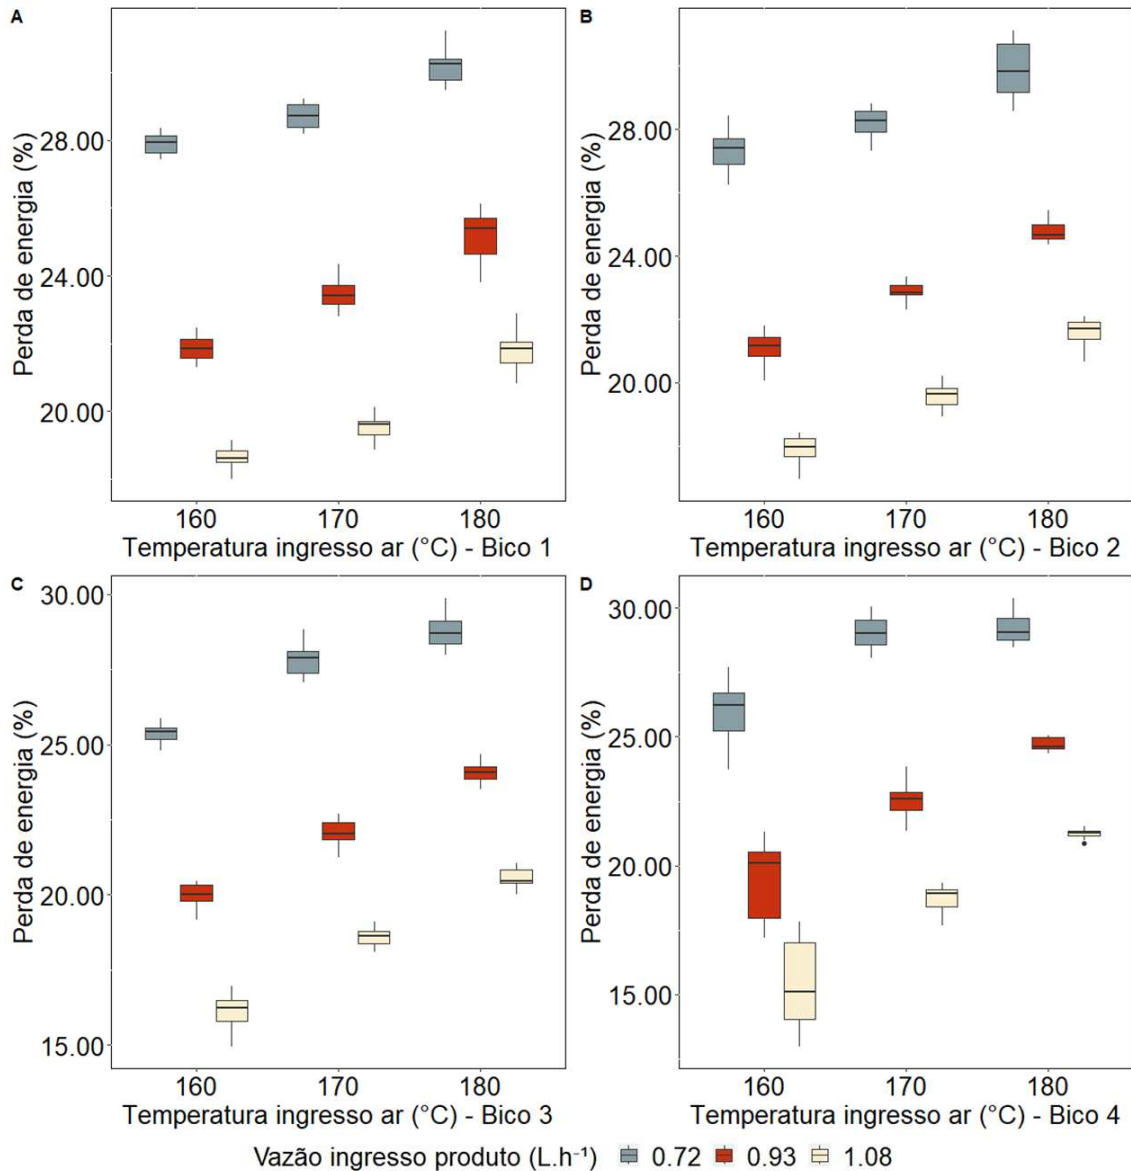 A
Perda de energia (%)
28.00
24.00
20.00
160 170 180
Temperatura ingresso ar (°C) - Bico 1
B
Perda de energia (%)
28.00
24.00
20.00
160 170 180
Temperatura ingresso ar (°C) - Bico 2
C
Perda de energia (%)
30.00
25.00
20.00
15.00
160 170 180
Temperatura ingresso ar (°C) - Bico 3
D
Perda de energia (%)
30.00
25.00
20.00
15.00
160 170 180
Temperatura ingresso ar (°C) - Bico 4
Vazão ingresso produto (L.h⁻¹) 0.72 0.93 1.08